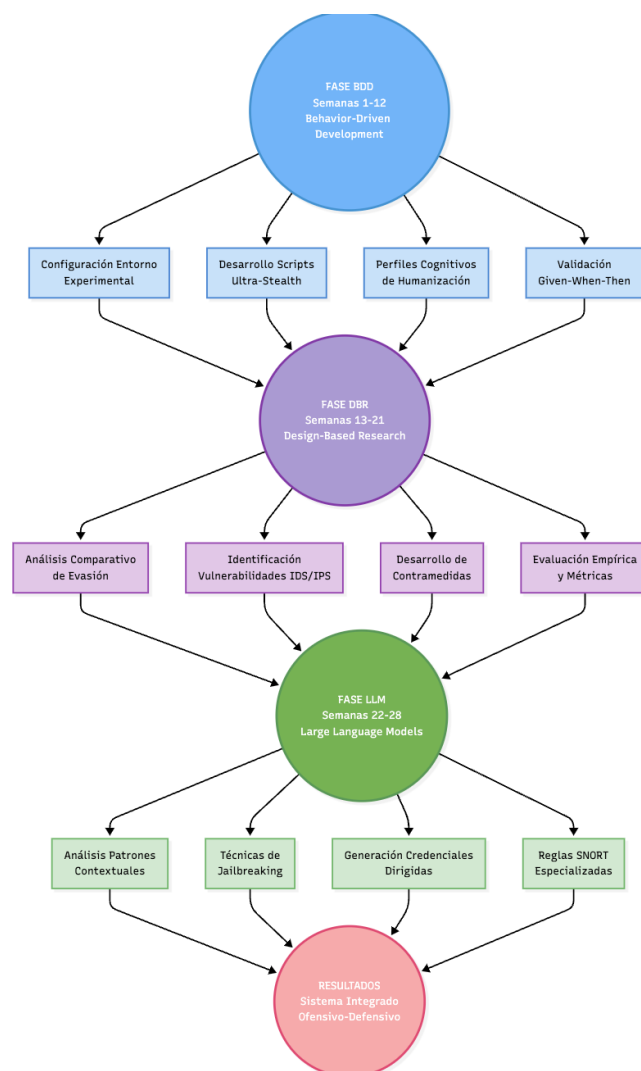 FASE BDD
Semanas 1-12
Behavior-Driven
Development
Configuración Entorno
Experimental
Desarrollo Scripts
Ultra-Stealth
Perfiles Cognitivos
de Humanización
Validación
Given-When-Then
FASE DBR
Semanas 13-21
Design-Based Research
Análisis Comparativo
de Evasión
Identificación
Vulnerabilidades IDS/IPS
Desarrollo de
Contramedidas
Evaluación Empírica
y Métricas
FASE LLM
Semanas 22-28
Large Language Models
Análisis Patrones
Contextuales
Técnicas de
Jailbreaking
Generación Credenciales
Dirigidas
Reglas SNORT
Especializadas
RESULTADOS
Sistema Integrado
Ofensivo-Defensivo